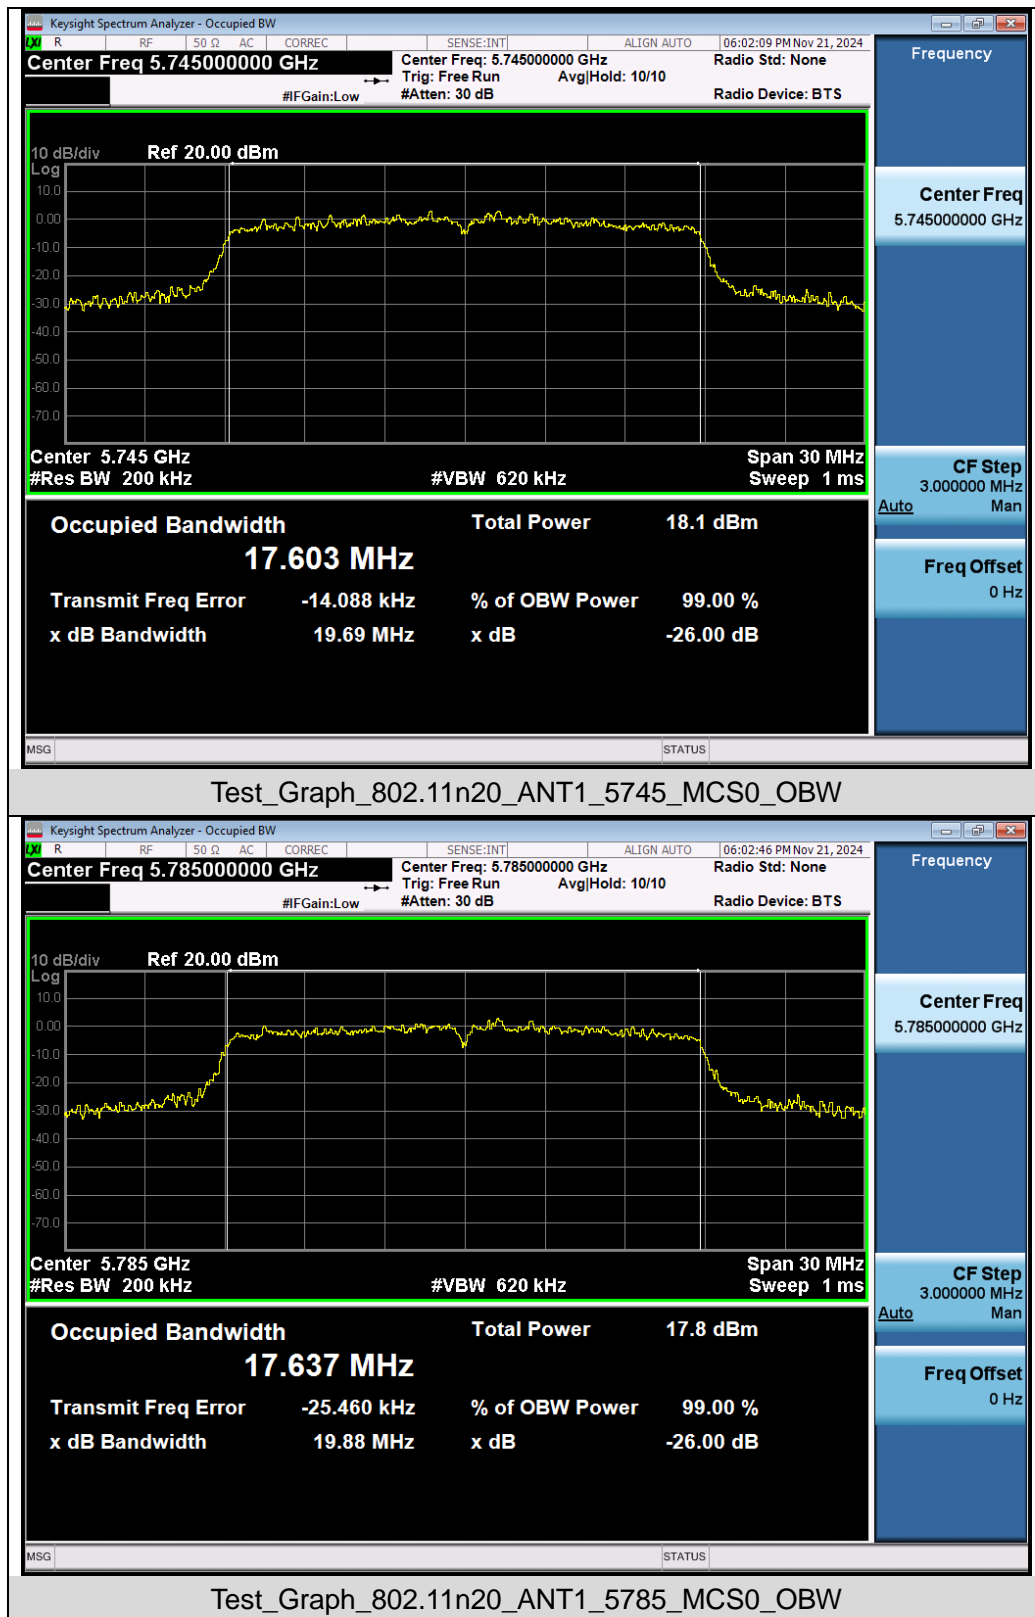 Keysight Spectrum Analyzer - Occupied BW
LXI R RF 50 Ω AC CORREC SENSE:INT ALIGN AUTO 06:02:09 PM Nov 21, 2024
Center Freq 5.745000000 GHz
Center Freq: 5.745000000 GHz
Radio Std: None
Trig: Free Run Avg|Hold: 10/10
#IFGain:Low #Atten: 30 dB
Radio Device: BTS
Frequency
10 dB/div Ref 20.00 dBm
Log
10.0
0.00
-10.0
-20.0
-30.0
-40.0
-50.0
-60.0
-70.0
Center 5.745 GHz Span 30 MHz
#Res BW 200 kHz #VBW 620 kHz Sweep 1 ms
Center Freq
5.745000000 GHz
CF Step
3.000000 MHz
Auto Man
Freq Offset
0 Hz
Occupied Bandwidth Total Power 18.1 dBm
17.603 MHz
Transmit Freq Error -14.088 kHz % of OBW Power 99.00 %
x dB Bandwidth 19.69 MHz x dB -26.00 dB
MSG STATUS
Test_Graph_802.11n20_ANT1_5745_MCS0_OBW
Keysight Spectrum Analyzer - Occupied BW
LXI R RF 50 Ω AC CORREC SENSE:INT ALIGN AUTO 06:02:46 PM Nov 21, 2024
Center Freq 5.785000000 GHz
Center Freq: 5.785000000 GHz
Radio Std: None
Trig: Free Run Avg|Hold: 10/10
#IFGain:Low #Atten: 30 dB
Radio Device: BTS
Frequency
10 dB/div Ref 20.00 dBm
Log
10.0
0.00
-10.0
-20.0
-30.0
-40.0
-50.0
-60.0
-70.0
Center 5.785 GHz Span 30 MHz
#Res BW 200 kHz #VBW 620 kHz Sweep 1 ms
Center Freq
5.785000000 GHz
CF Step
3.000000 MHz
Auto Man
Freq Offset
0 Hz
Occupied Bandwidth Total Power 17.8 dBm
17.637 MHz
Transmit Freq Error -25.460 kHz % of OBW Power 99.00 %
x dB Bandwidth 19.88 MHz x dB -26.00 dB
MSG STATUS
Test_Graph_802.11n20_ANT1_5785_MCS0_OBW